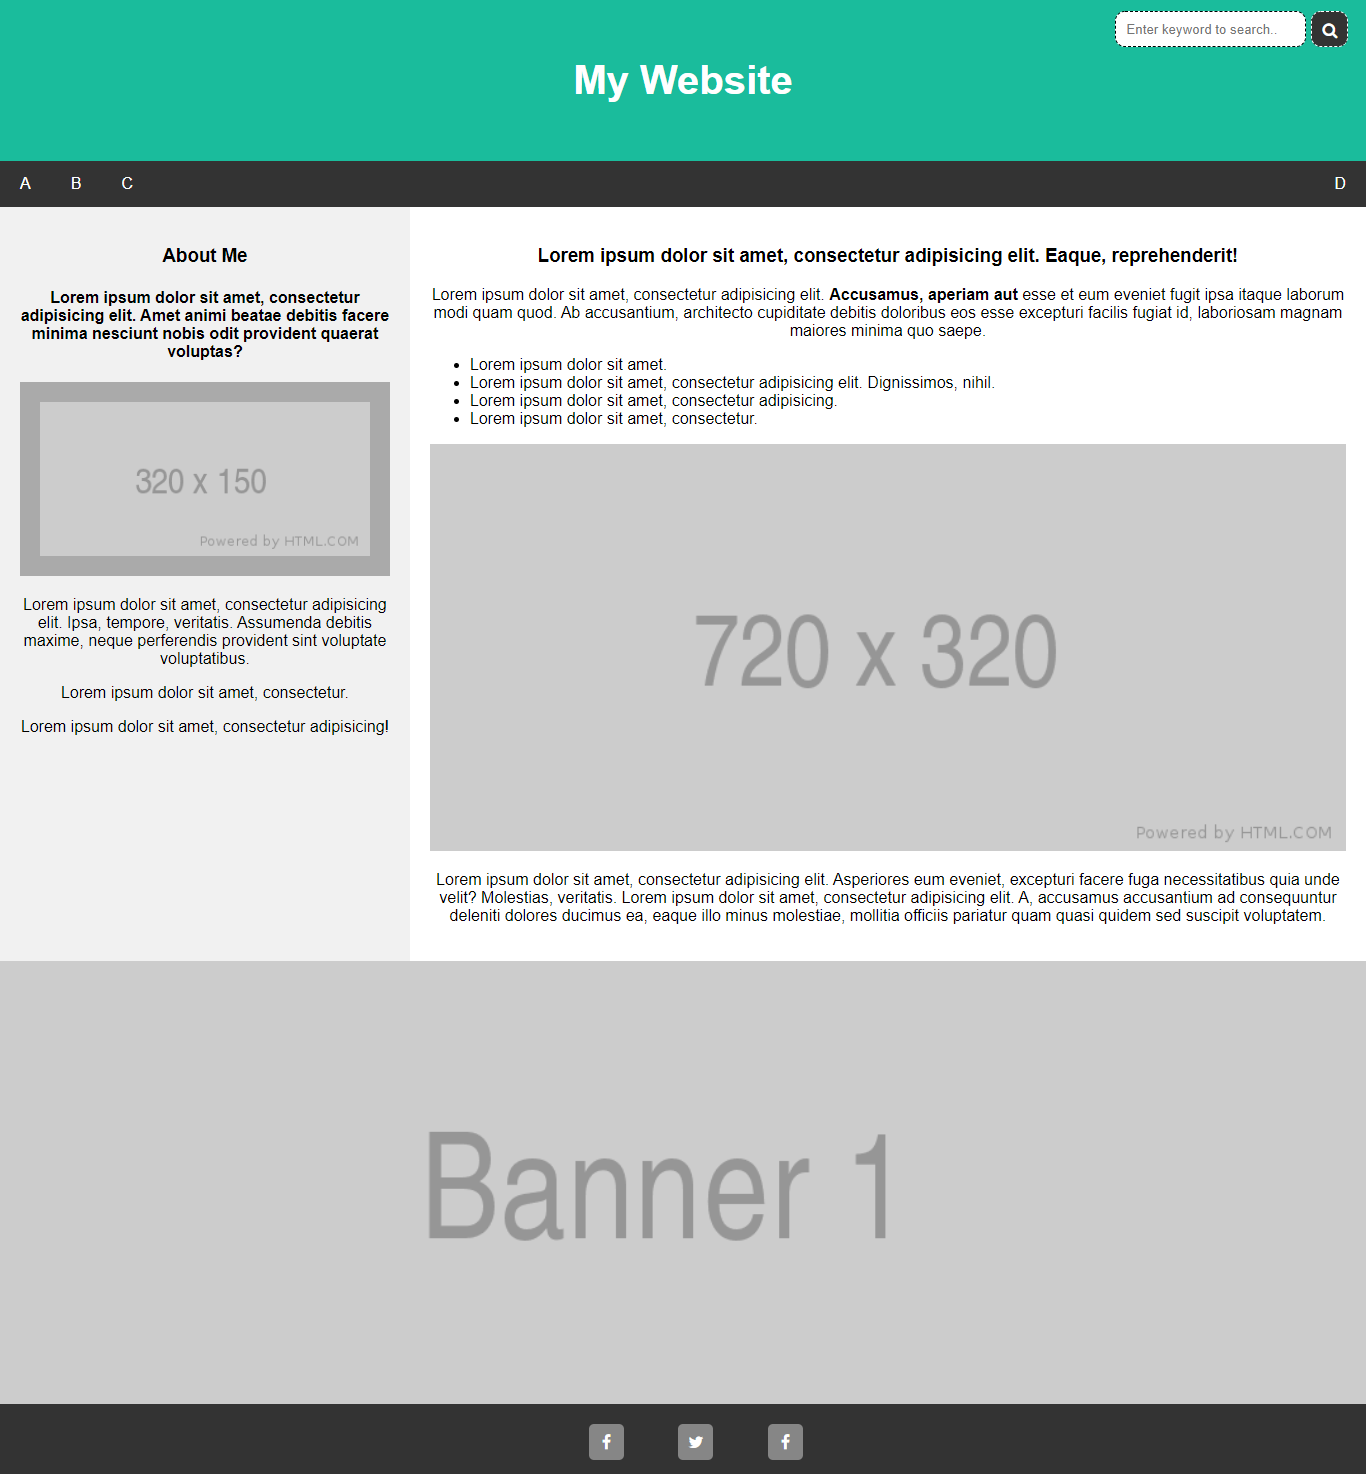 Enter keyword to search..
My Website
A B C D
About Me
Lorem ipsum dolor sit amet, consectetur
adipisicing elit. Amet animi beatae debitis facere
minima nesciunt nobis odit provident quaerat
voluptas?
320 x 150
Powered by HTML.COM
Lorem ipsum dolor sit amet, consectetur adipisicing
elit. Ipsa, tempore, veritatis. Assumenda debitis
maxime, neque perferendis provident sint voluptate
voluptatibus.
Lorem ipsum dolor sit amet, consectetur.
Lorem ipsum dolor sit amet, consectetur adipisicing!
Lorem ipsum dolor sit amet, consectetur adipisicing elit. Eaque, reprehenderit!
Lorem ipsum dolor sit amet, consectetur adipisicing elit. Accusamus, aperiam aut esse et eum eveniet fugit ipsa itaque laborum
modi quam quod. Ab accusantium, architecto cupiditate debitis doloribus eos esse excepturi facilis fugiat id, laboriosam magnam
maiores minima quo saepe.
• Lorem ipsum dolor sit amet.
• Lorem ipsum dolor sit amet, consectetur adipisicing elit. Dignissimos, nihil.
• Lorem ipsum dolor sit amet, consectetur adipisicing.
• Lorem ipsum dolor sit amet, consectetur.
720 x 320
Powered by HTML.COM
Lorem ipsum dolor sit amet, consectetur adipisicing elit. Asperiores eum eveniet, excepturi facere fuga necessitatibus quia unde
velit? Molestias, veritatis. Lorem ipsum dolor sit amet, consectetur adipisicing elit. A, accusamus accusantium ad consequuntur
deleniti dolores ducimus ea, eaque illo minus molestiae, mollitia officiis pariatur quam quasi quidem sed suscipit voluptatem.
Banner 1